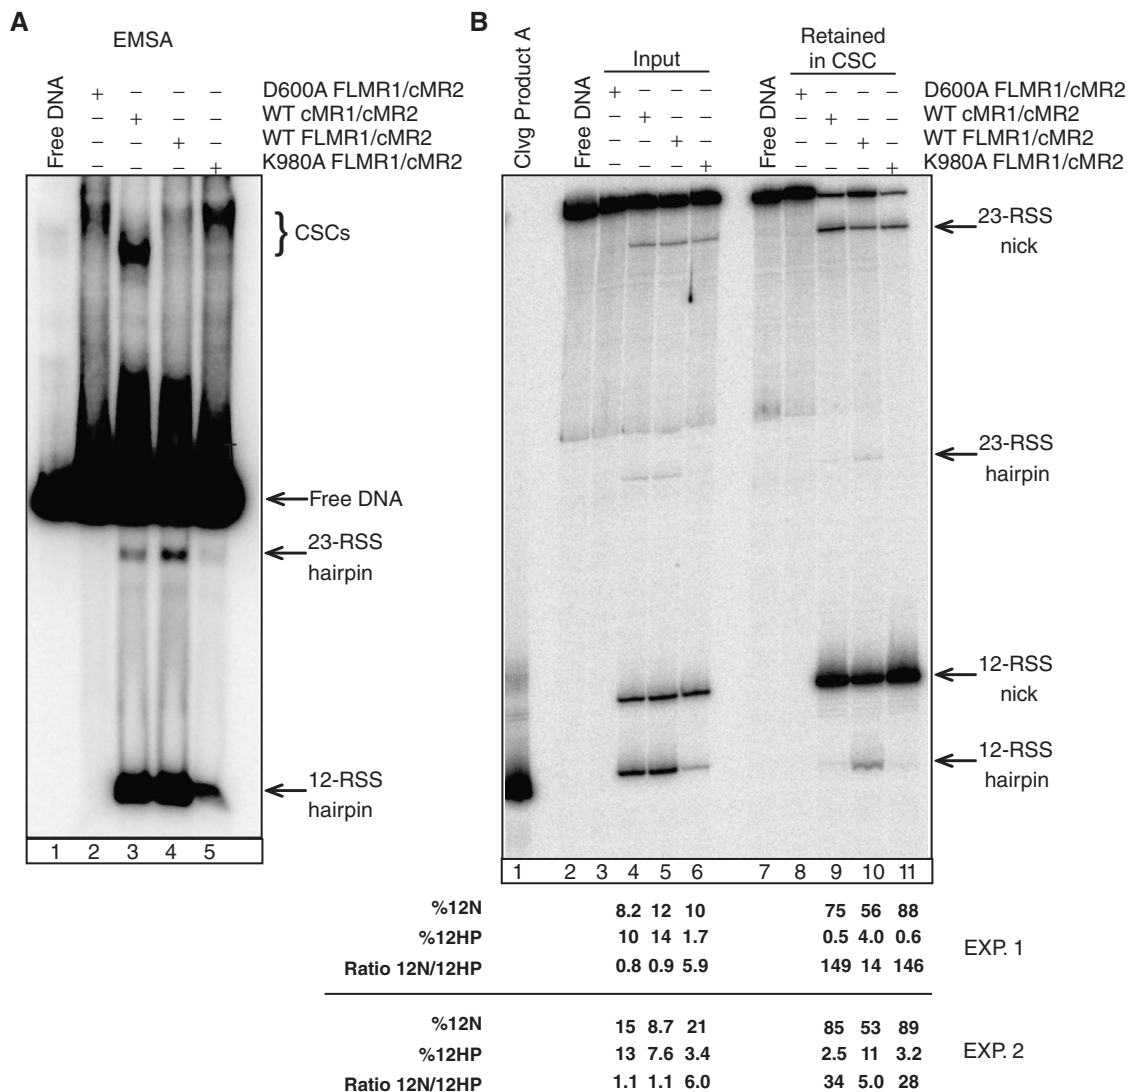 A
EMSA
Free DNA
+ – – – D600A FLMR1/cMR2
– + – – WT cMR1/cMR2
– – + – WT FLMR1/cMR2
– – – + K980A FLMR1/cMR2
} CSCs
Free DNA
23-RSS
hairpin
12-RSS
hairpin
1 2 3 4 5
B
Clvg Product A
Free DNA
Input
Free DNA
Retained
in CSC
– + – – – – + – – – D600A FLMR1/cMR2
– – + – – – – + – – WT cMR1/cMR2
– – – + – – – – + – WT FLMR1/cMR2
– – – – + – – – – + K980A FLMR1/cMR2
23-RSS
nick
23-RSS
hairpin
12-RSS
nick
12-RSS
hairpin
1 2 3 4 5 6 7 8 9 10 11
%12N 8.2 12 10 75 56 88
%12HP 10 14 1.7 0.5 4.0 0.6
Ratio 12N/12HP 0.8 0.9 5.9 149 14 146
EXP. 1
%12N 15 8.7 21 85 53 89
%12HP 13 7.6 3.4 2.5 11 3.2
Ratio 12N/12HP 1.1 1.1 6.0 34 5.0 28
EXP. 2